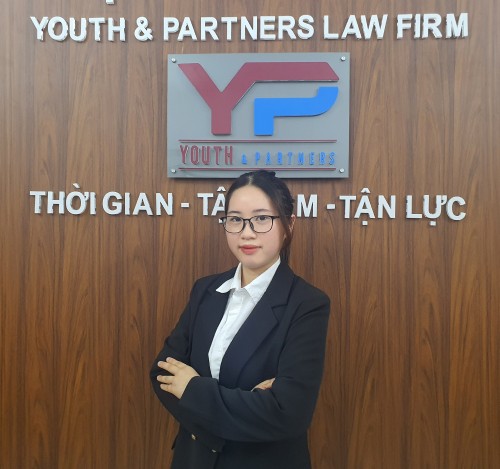 YOUTH & PARTNERS LAW FIRM
YP
YOUTH & PARTNERS
THỜI GIAN - -TẬN LỰC